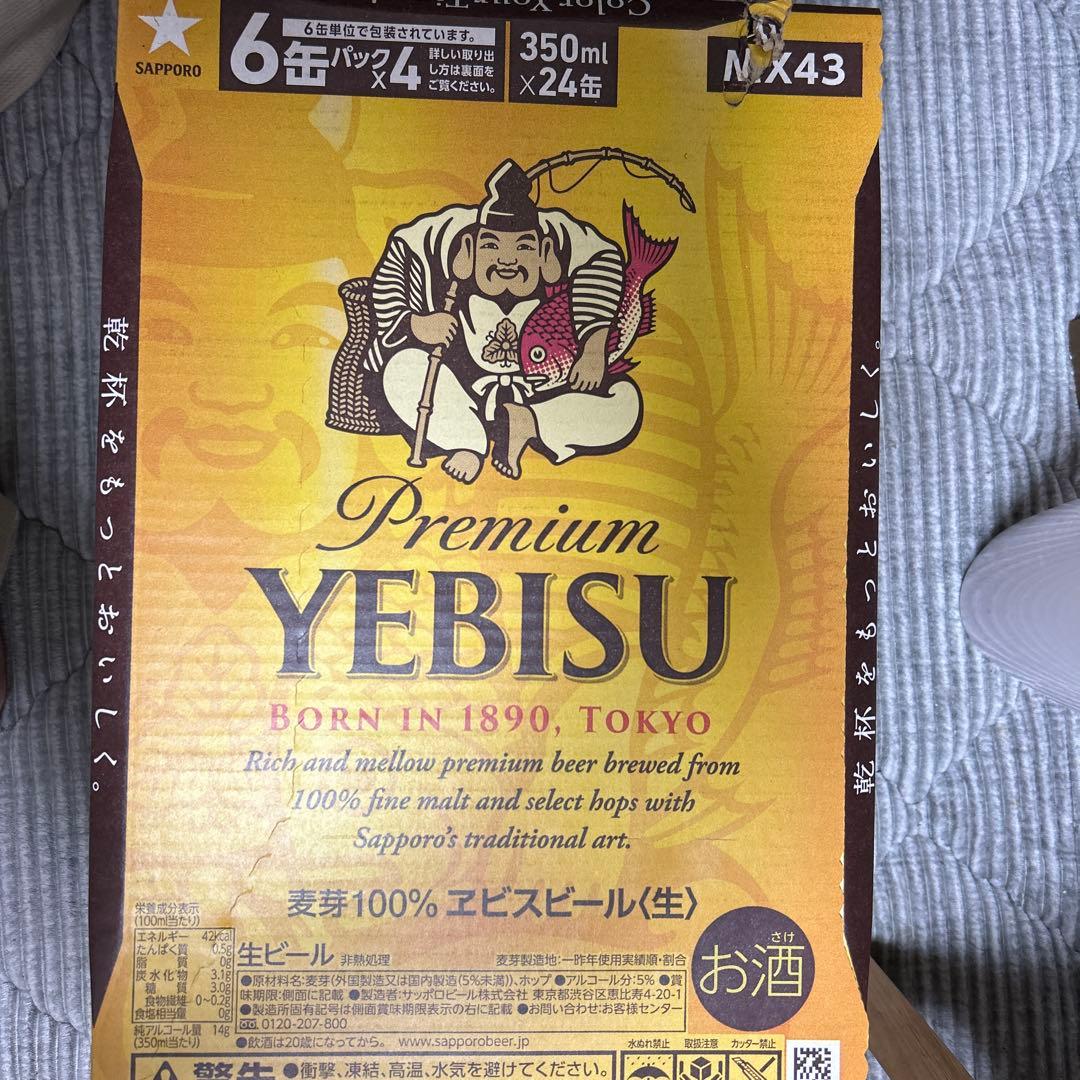 Color Your Ti
SAPPORO
6缶単位で包装されています。
6缶パック×4
詳しい取り出
し方は裏面を
ご覧ください。
350ml
×24缶
MIX43
乾杯をもっとおいしく。
乾杯をもっとおいしく。
Premium
YEBISU
BORN IN 1890, TOKYO
Rich and mellow premium beer brewed from
100% fine malt and select hops with
Sapporo's traditional art.
麦芽100% ヱビスビール〈生〉
さけ
お酒
栄養成分表示
(100ml当たり)
エネルギー 42kcal
たんぱく質 0.5g
脂質 0g
炭水化物 3.1g
糖質 3.0g
食物繊維 0~0.2g
食塩相当量 0g
純アルコール量 14g
(350ml当たり)
生ビール 非熱処理 麦芽製造地:一昨年使用実績順・割合
●原材料名:麦芽(外国製造又は国内製造(5%未満))、ホップ ●アルコール分:5% ●賞
味期限:側面に記載 ●製造者:サッポロビール株式会社 東京都渋谷区恵比寿4-20-1
●製造所固有記号は側面賞味期限表示の右に記載 ●お問い合わせ:お客様センター
0120-207-800
●飲酒は20歳になってから。 www.sapporobeer.jp
水ぬれ禁止 取扱注意 カッター禁止
警告 ●衝撃、凍結、高温、水気を避けてください。